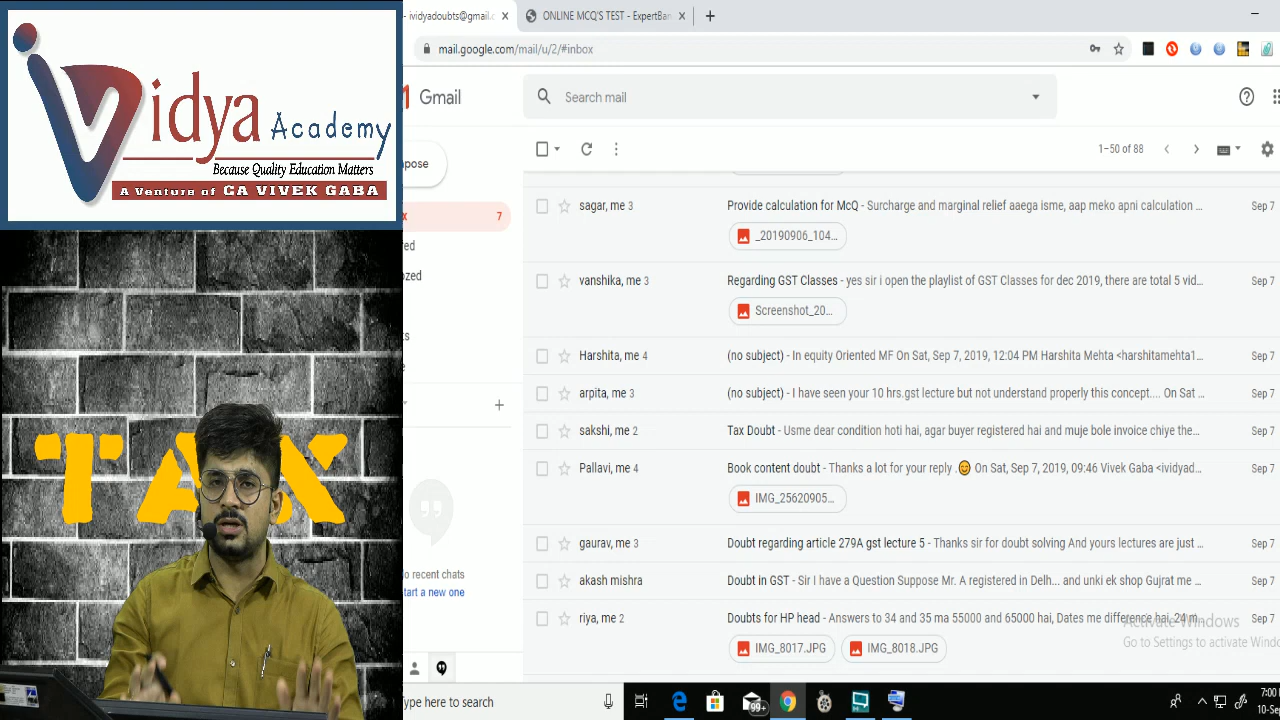 Vidya Academy
Because Quality Education Matters
A Venture of CA VIVEK GABA
TAX
- ividyadoubts@gmail.c
ONLINE MCQ'S TEST - ExpertBan
mail.google.com/mail/u/2/#inbox
Gmail
Search mail
pose
1–50 of 88
7
sagar, me 3
Provide calculation for McQ - Surcharge and marginal relief aaega isme, aap meko apni calculation ...
Sep 7
_20190906_104...
vanshika, me 3
Regarding GST Classes - yes sir i open the playlist of GST Classes for dec 2019 there are total 5 vid...
Sep 7
Screenshot_20...
Harshita, me 4
(no subject) - In equity Oriented MF On Sat, Sep 7, 2019, 12:04 PM Harshita Mehta <harshitamehta1...
Sep 7
arpita, me 3
(no subject) - I have seen your 10 hrs.gst lecture but not understand properly this concept.... On Sat ...
Sep 7
sakshi, me 2
Tax Doubt - Usme dear condition toti hai, agar buyer registered hai and muje bole invoice chiye the...
Sep 7
Pallavi, me 4
Book content doubt - Thanks a lot for your reply .😊 On Sat, Sep 7, 2019, 09:46 Vivek Gaba <ividyad...
Sep 7
IMG_25620905...
gaurav, me 3
Doubt regarding article 279A gst lecture 5 - Thanks sir for doubt solving And yours lectures are just ...
Sep 7
akash mishra
Doubt in GST - Sir I have a Question Suppose Mr. A registered in Delh... and unki ek shop Gujrat me ...
Sep 7
riya, me 2
Doubts for HP head - Answers to 34 and 35 ma 55000 and 65000 hai, Dates me difference hai, 24 m...
Sep 7
IMG_8017.JPG
IMG_8018.JPG
No recent chats
Start a new one
Activate Windows
Go to Settings to activate Windo
ype here to search
99+
7:00
10-Sep